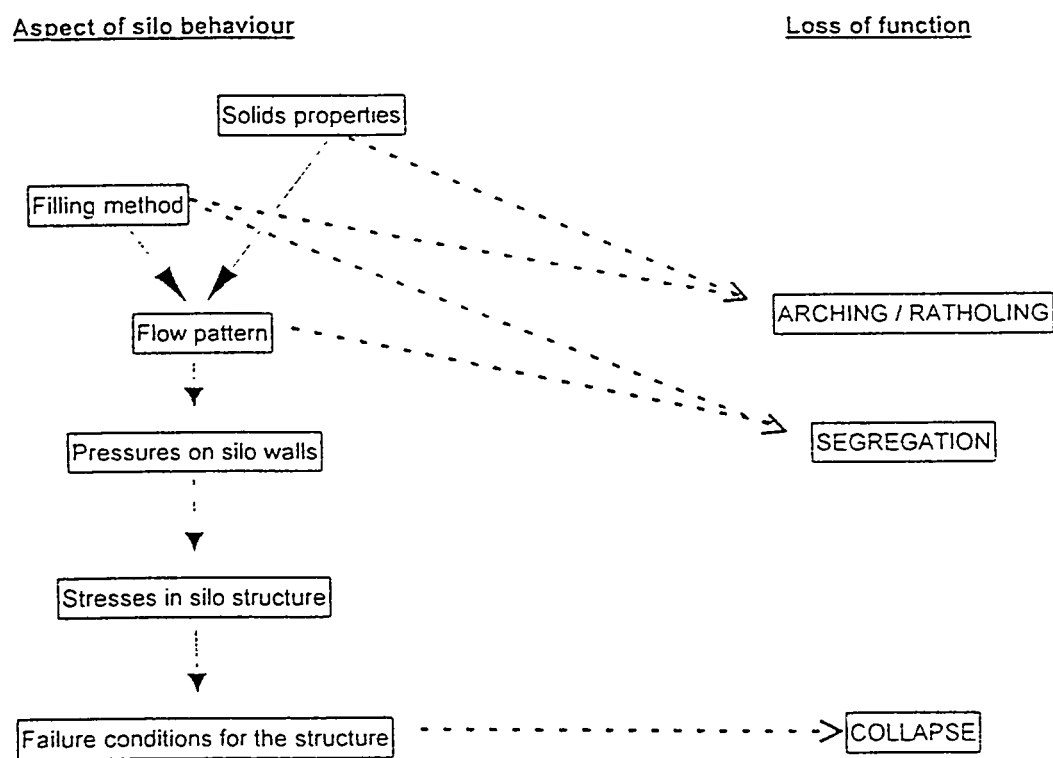 Aspect of silo behaviour
Loss of function
Solids properties
Filling method
ARCHING / RATHOLING
Flow pattern
SEGREGATION
Pressures on silo walls
Stresses in silo structure
Failure conditions for the structure
COLLAPSE